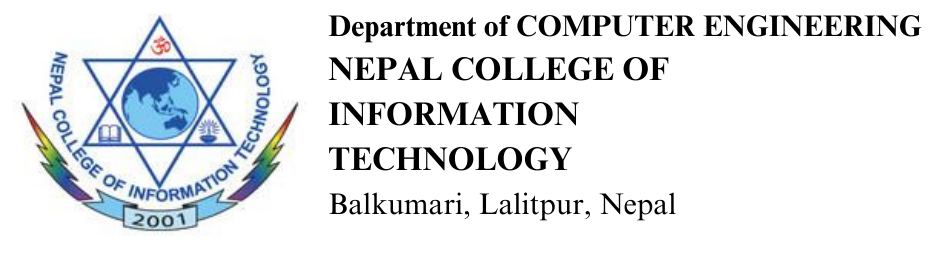 NEPAL COLLEGE OF INFORMATION TECHNOLOGY
ॐ
2001
Department of COMPUTER ENGINEERING
NEPAL COLLEGE OF
INFORMATION
TECHNOLOGY
Balkumari, Lalitpur, Nepal